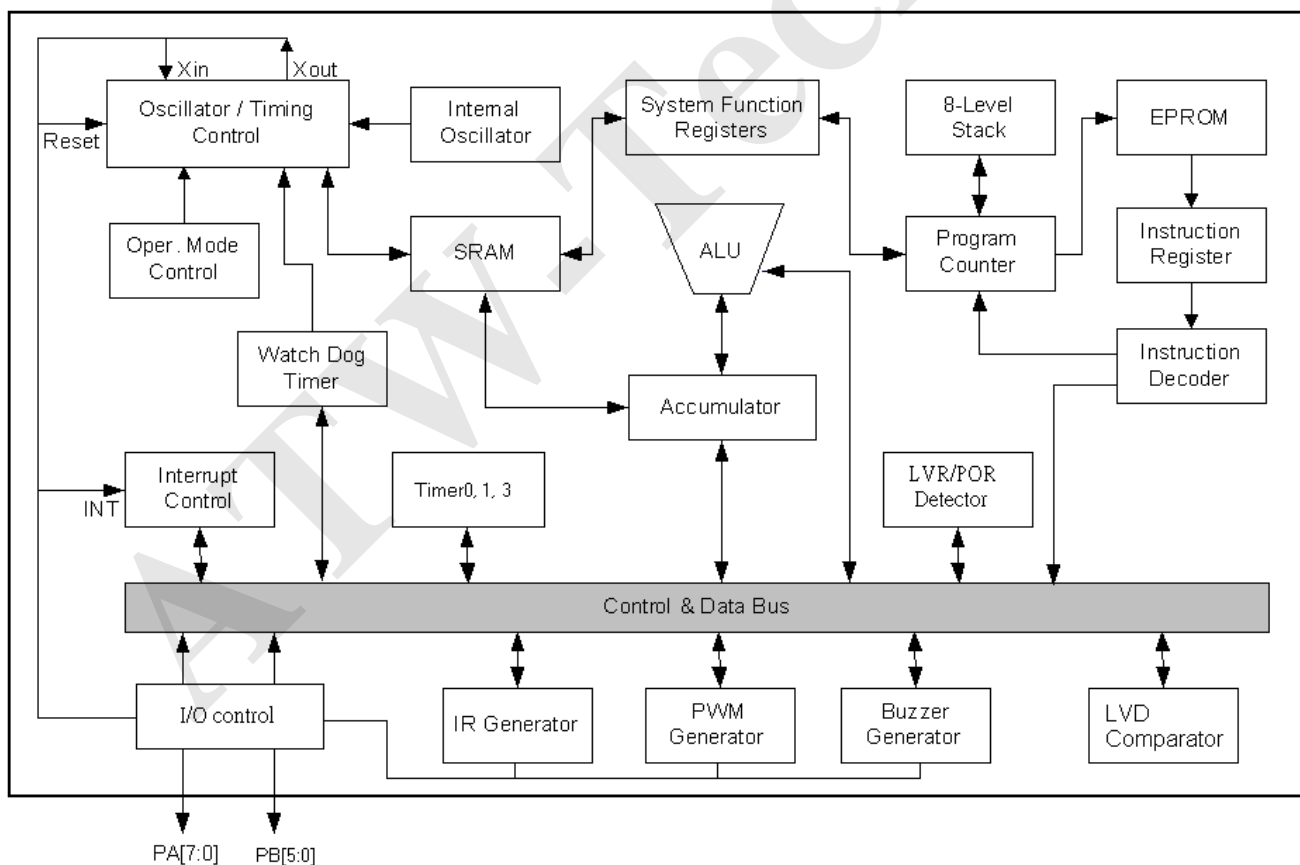 Xin
Xout
Oscillator / Timing
Control
Reset
Internal
Oscillator
System Function
Registers
8-Level
Stack
EPROM
Oper. Mode
Control
SRAM
ALU
Program
Counter
Instruction
Register
Watch Dog
Timer
Accumulator
Instruction
Decoder
Interrupt
Control
INT
Timer0, 1, 3
LVR/POR
Detector
Control & Data Bus
I/O control
IR Generator
PWM
Generator
Buzzer
Generator
LVD
Comparator
PA[7:0]
PB[5:0]
ATW-Tec